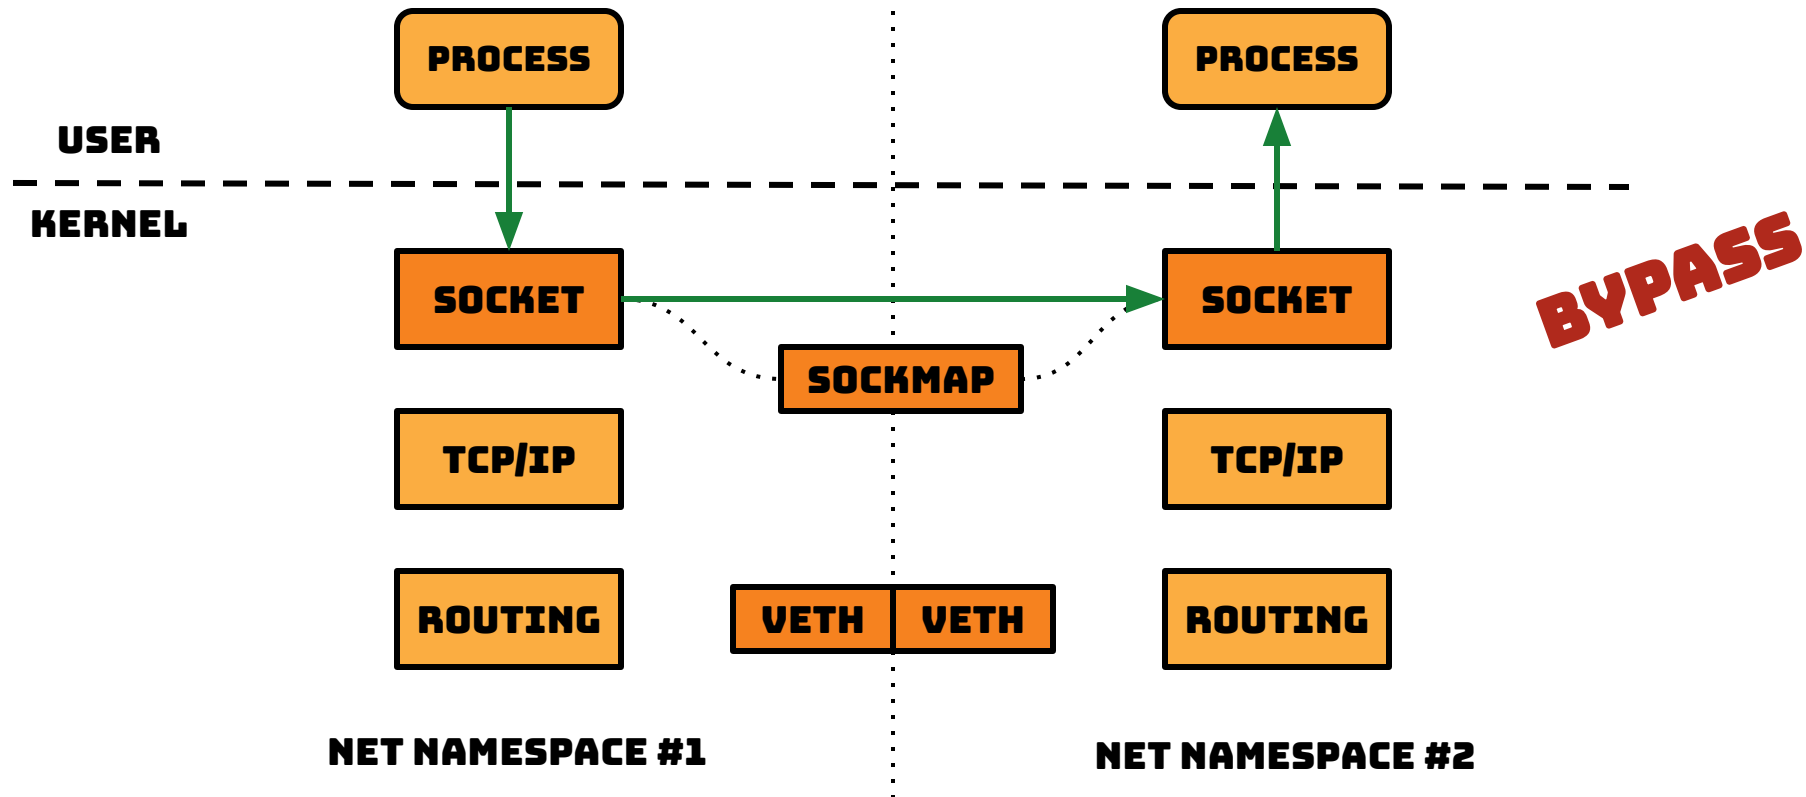 PROCESS
PROCESS
USER
KERNEL
BYPASS
SOCKET
SOCKET
SOCKMAP
TCP/IP
TCP/IP
ROUTING
VETH
VETH
ROUTING
NET NAMESPACE #1
NET NAMESPACE #2